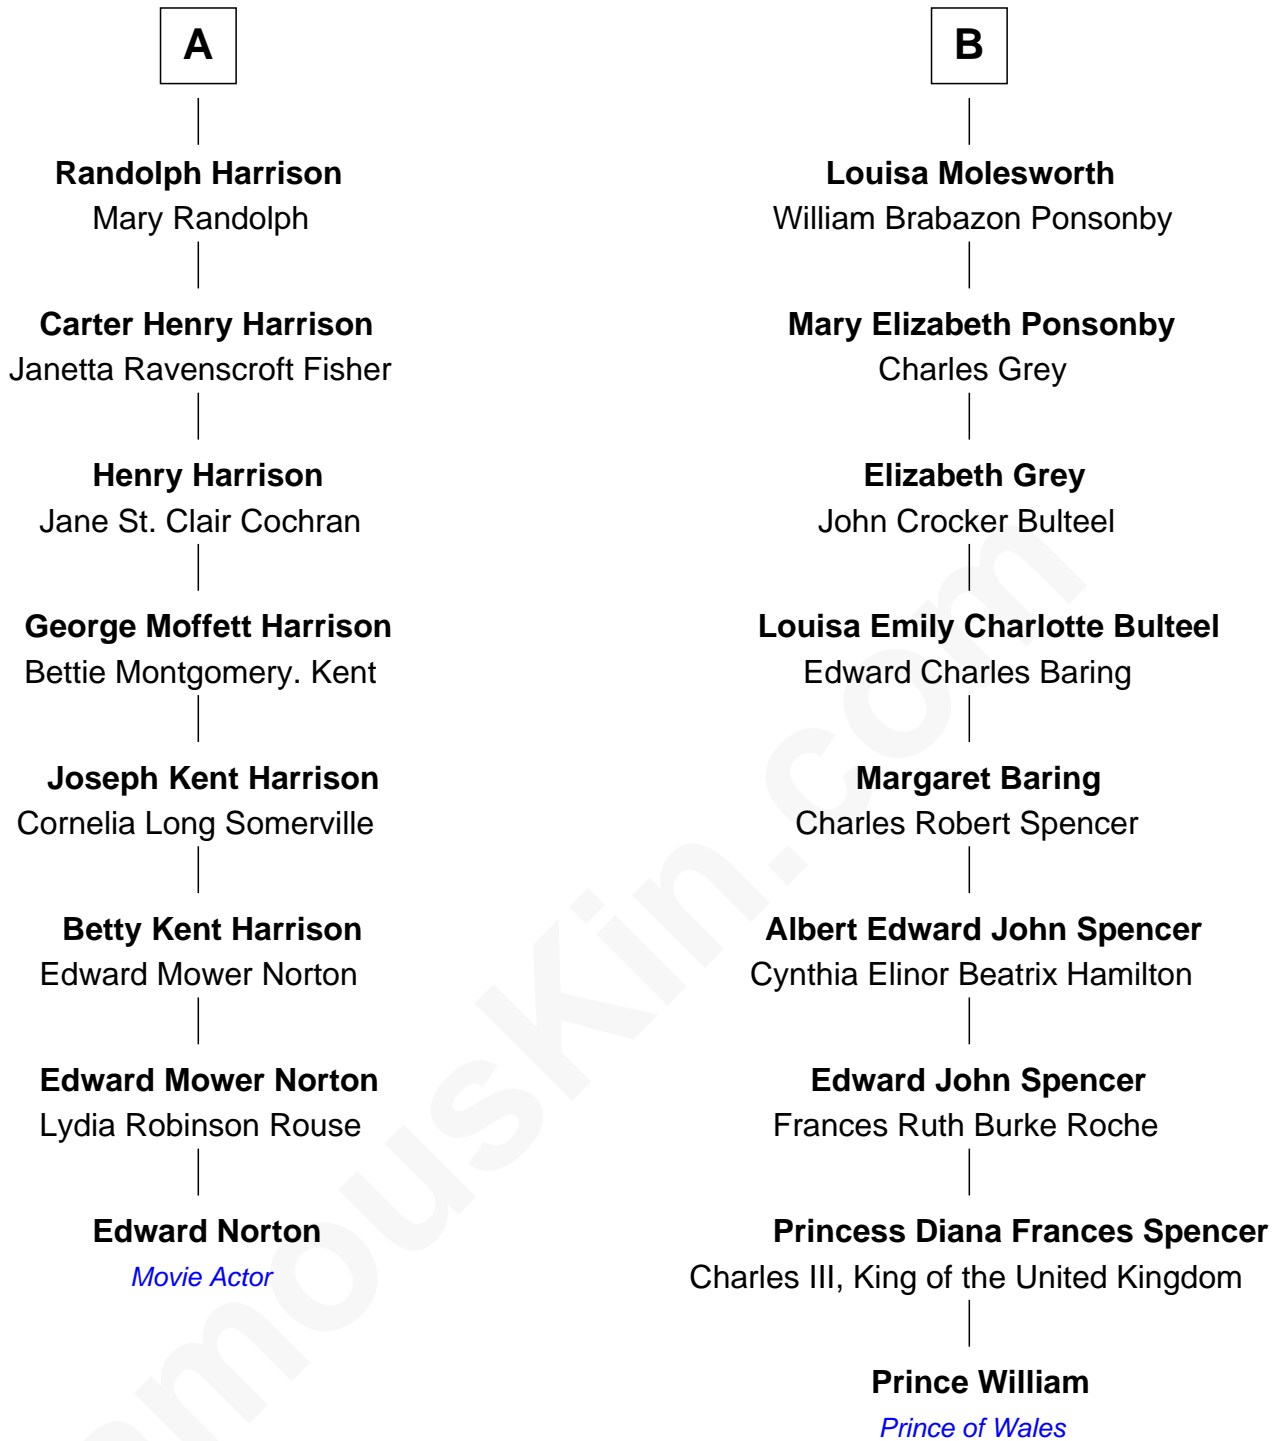 A
Randolph Harrison
Mary Randolph
Carter Henry Harrison
Janetta Ravenscroft Fisher
Henry Harrison
Jane St. Clair Cochran
George Moffett Harrison
Bettie Montgomery. Kent
Joseph Kent Harrison
Cornelia Long Somerville
Betty Kent Harrison
Edward Mower Norton
Edward Mower Norton
Lydia Robinson Rouse
Edward Norton
Movie Actor
B
Louisa Molesworth
William Brabazon Ponsonby
Mary Elizabeth Ponsonby
Charles Grey
Elizabeth Grey
John Crocker Bulteel
Louisa Emily Charlotte Bulteel
Edward Charles Baring
Margaret Baring
Charles Robert Spencer
Albert Edward John Spencer
Cynthia Elinor Beatrix Hamilton
Edward John Spencer
Frances Ruth Burke Roche
Princess Diana Frances Spencer
Charles III, King of the United Kingdom
Prince William
Prince of Wales
amousKin.com